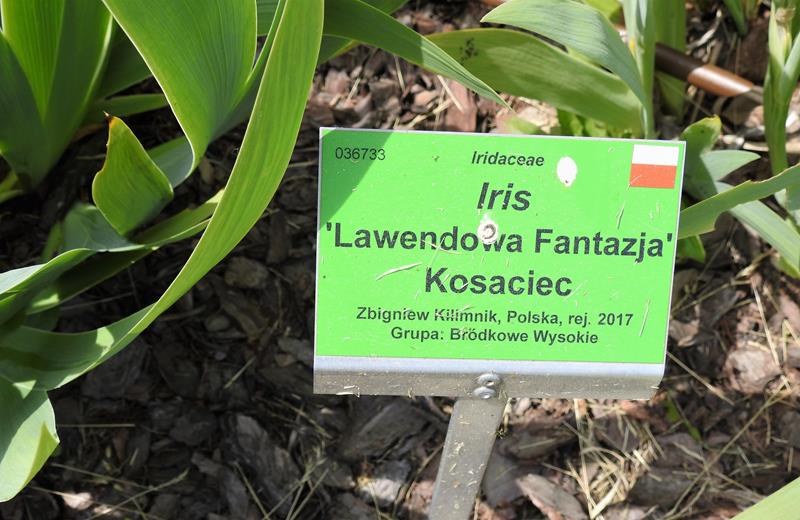 036733
Iridaceae
Iris
'Lawendowa Fantazja'
Kosaciec
Zbigniew Kilimnik, Polska, rej. 2017
Grupa: Bródkowe Wysokie